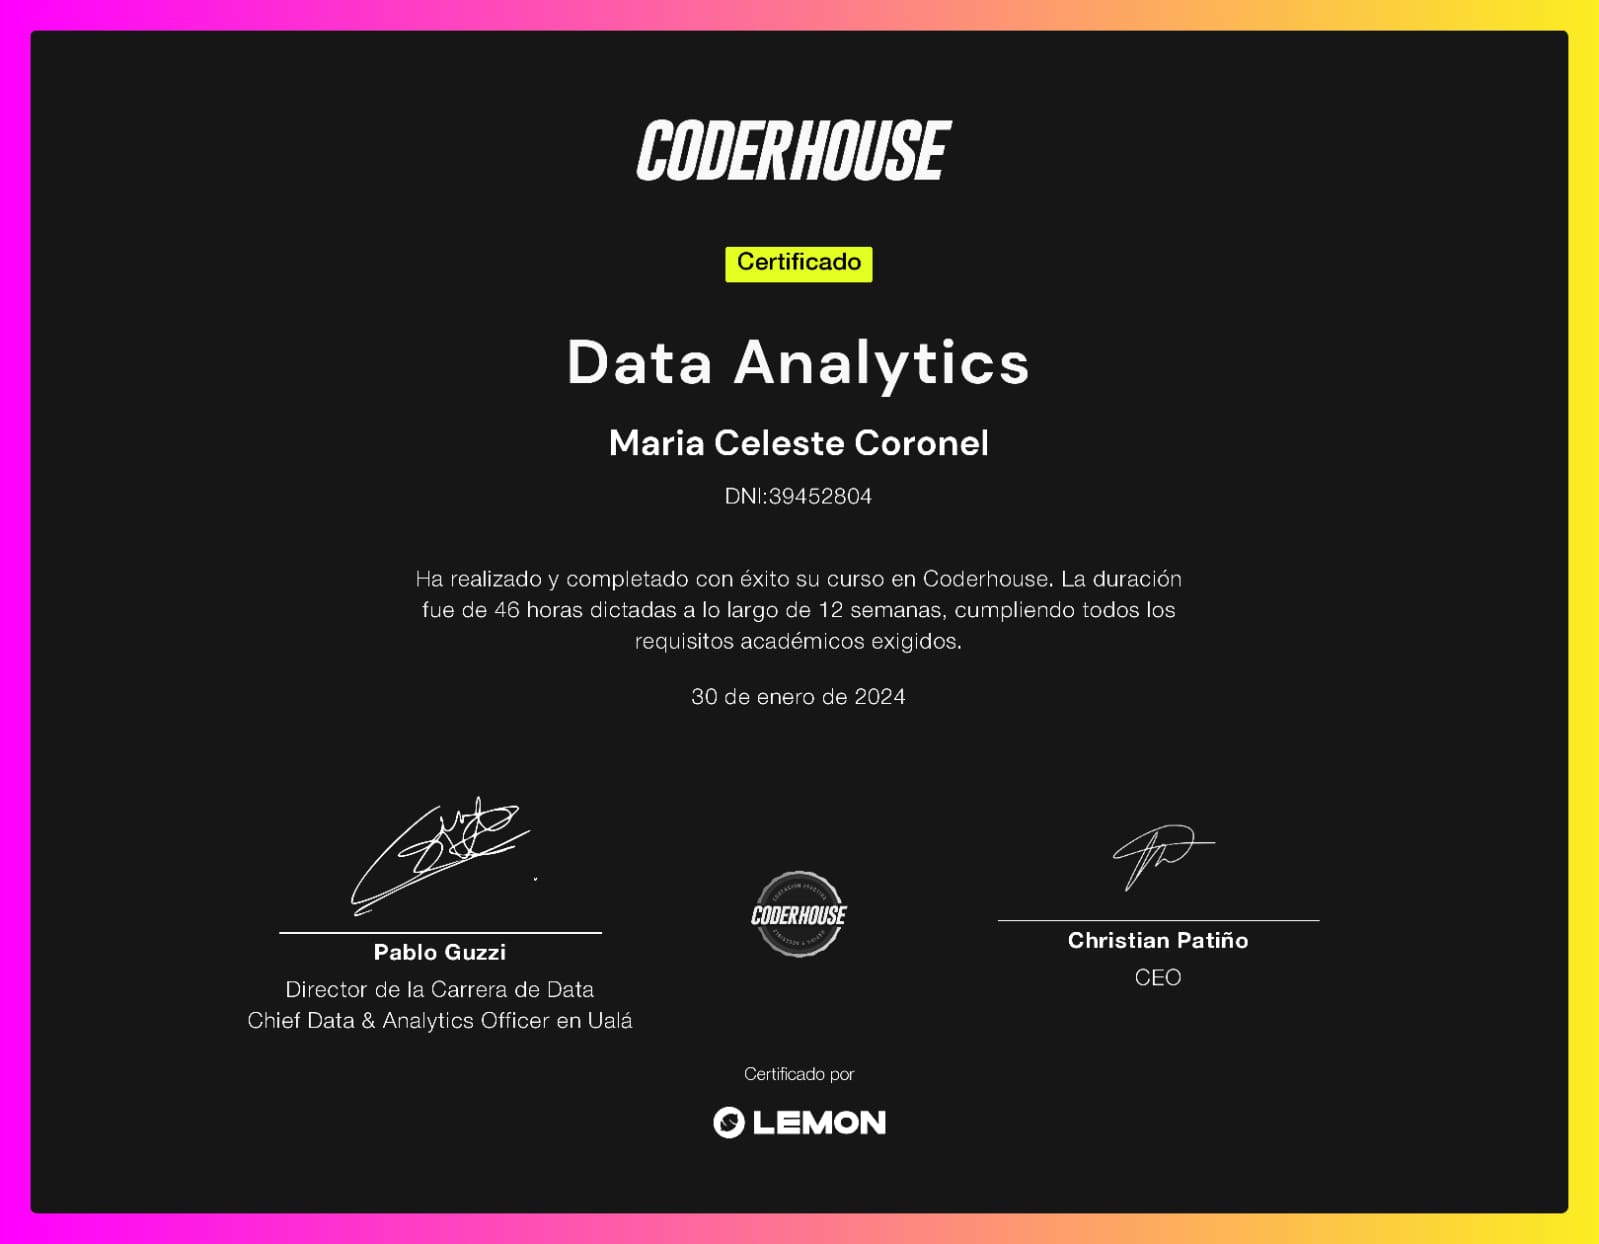 CODERHOUSE
Certificado
Data Analytics
Maria Celeste Coronel
DNI:39452804
Ha realizado y completado con éxito su curso en Coderhouse. La duración
fue de 46 horas dictadas a lo largo de 12 semanas, cumpliendo todos los
requisitos académicos exigidos.
30 de enero de 2024
CODERHOUSE
Pablo Guzzi
Director de la Carrera de Data
Chief Data & Analytics Officer en Ualá
Christian Patiño
CEO
Certificado por
LEMON